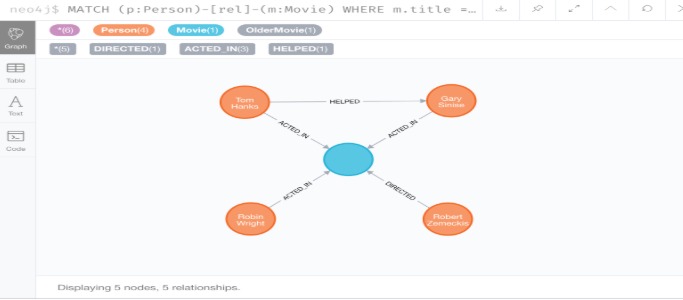 neo4j$ MATCH (p:Person)-[rel]-(m:Movie) WHERE m.title =…
*(6) Person(4) Movie(1) OlderMovie(1)
*(5) DIRECTED(1) ACTED_IN(3) HELPED(1)
Graph
Table
Text
Code
Tom
Hanks
HELPED
Gary
Sinise
ACTED_IN
ACTED_IN
ACTED_IN
DIRECTED
Robin
Wright
Robert
Zemeckis
Displaying 5 nodes, 5 relationships.